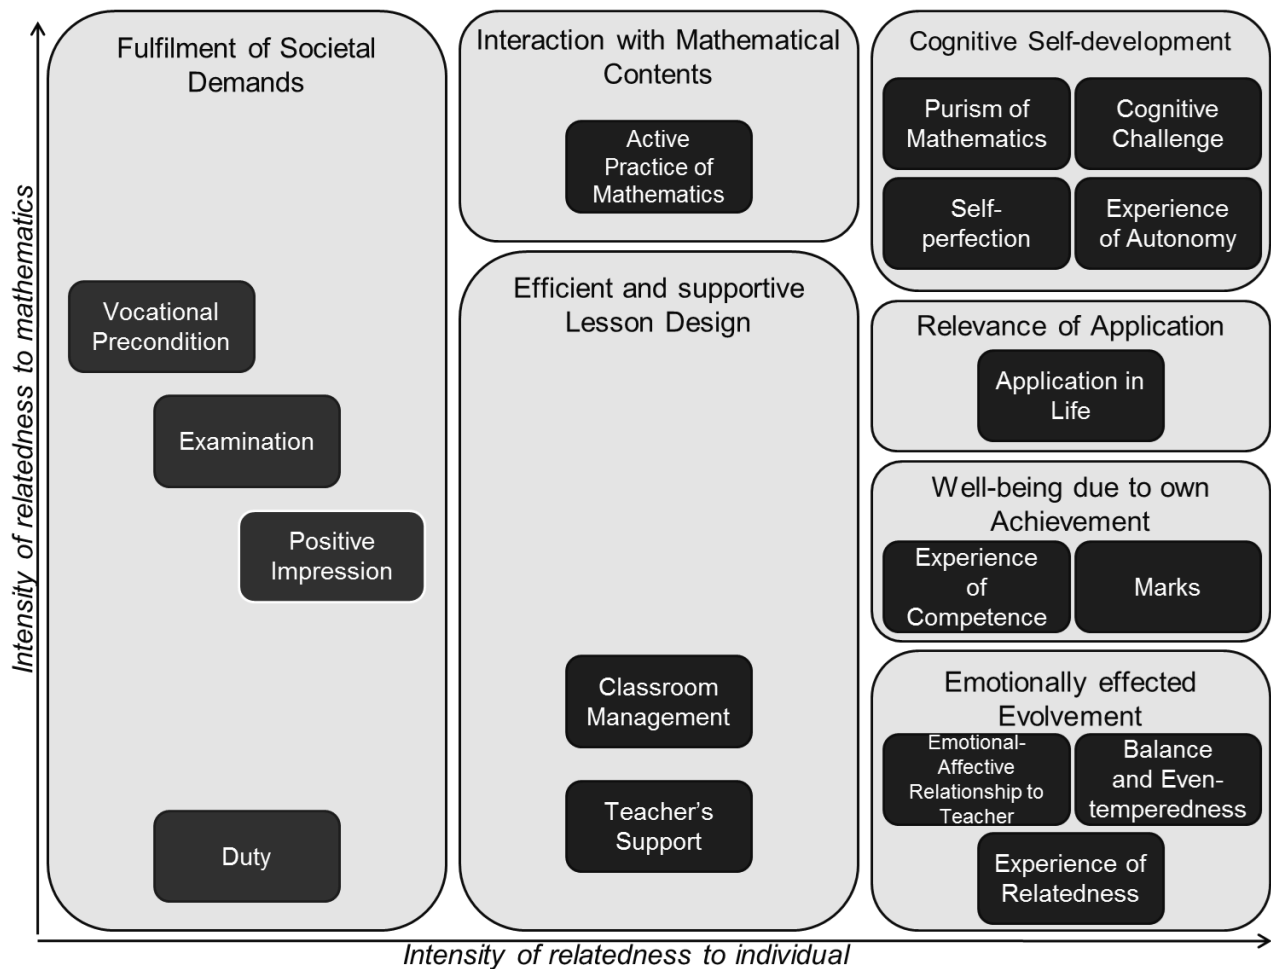 Intensity of relatedness to mathematics
Fulfilment of Societal
Demands
Vocational
Precondition
Examination
Positive
Impression
Duty
Interaction with Mathematical
Contents
Active
Practice of
Mathematics
Efficient and supportive
Lesson Design
Classroom
Management
Teacher’s
Support
Cognitive Self-development
Purism of
Mathematics
Cognitive
Challenge
Self-
perfection
Experience
of Autonomy
Relevance of Application
Application in
Life
Well-being due to own
Achievement
Experience
of
Competence
Marks
Emotionally effected
Evolvement
Emotional-
Affective
Relationship to
Teacher
Balance
and Even-
temperedness
Experience of
Relatedness
Intensity of relatedness to individual